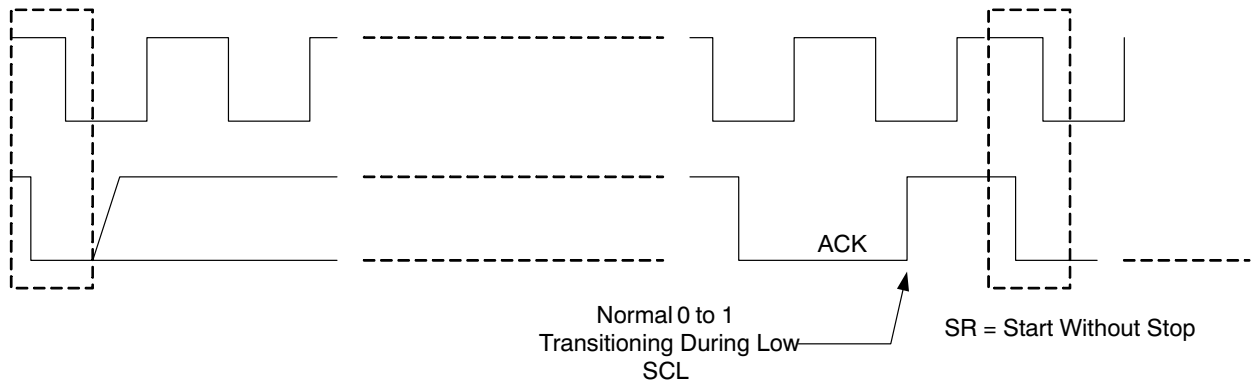 ACK
Normal 0 to 1
Transitioning During Low
SCL
SR = Start Without Stop